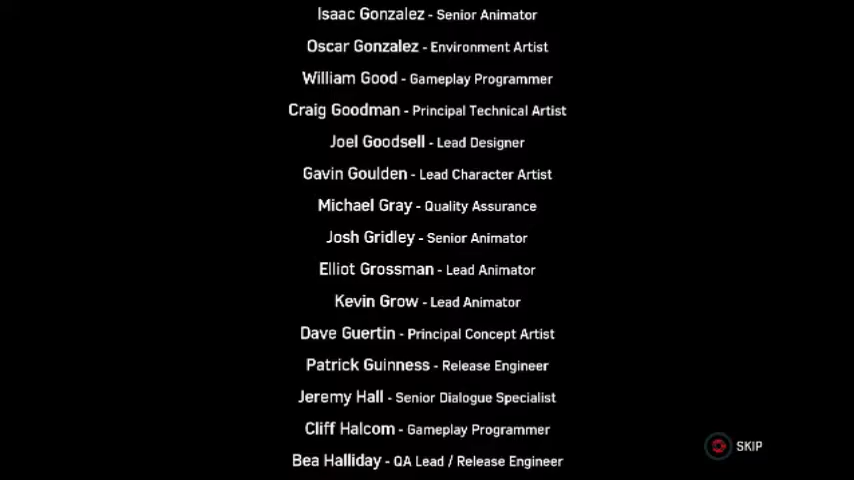 Isaac Gonzalez - Senior Animator
Oscar Gonzalez - Environment Artist
William Good - Gameplay Programmer
Craig Goodman - Principal Technical Artist
Joel Goodsell - Lead Designer
Gavin Goulden - Lead Character Artist
Michael Gray - Quality Assurance
Josh Gridley - Senior Animator
Elliot Grossman - Lead Animator
Kevin Grow - Lead Animator
Dave Guertin - Principal Concept Artist
Patrick Guinness - Release Engineer
Jeremy Hall - Senior Dialogue Specialist
Cliff Halcom - Gameplay Programmer
SKIP
Bea Halliday - QA Lead / Release Engineer